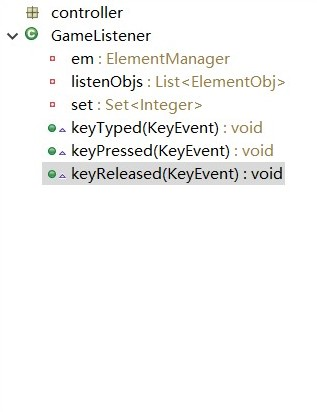 controller
GameListener
em : ElementManager
listenObjs : List<ElementObj>
set : Set<Integer>
keyTyped(KeyEvent) : void
keyPressed(KeyEvent) : void
keyReleased(KeyEvent) : void